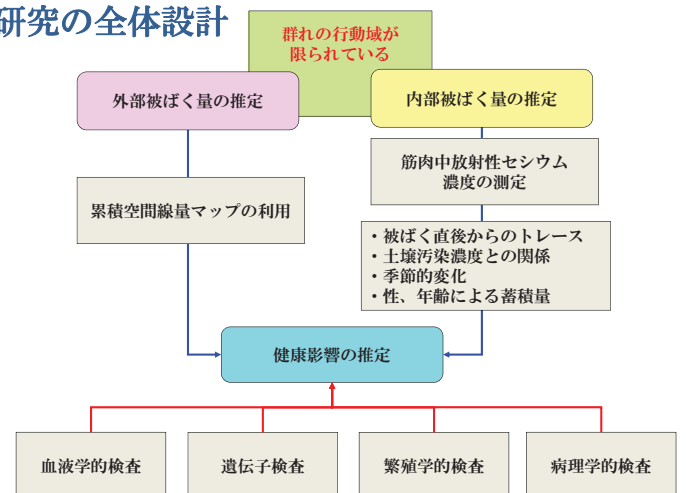 研究の全体設計
群れの行動域が
限られている
外部被ばく量の推定
内部被ばく量の推定
累積空間線量マップの利用
筋肉中放射性セシウム
濃度の測定
・被ばく直後からのトレース
・土壌汚染濃度との関係
・季節的変化
・性、年齢による蓄積量
健康影響の推定
血液学的検査
遺伝子検査
繁殖学的検査
病理学的検査